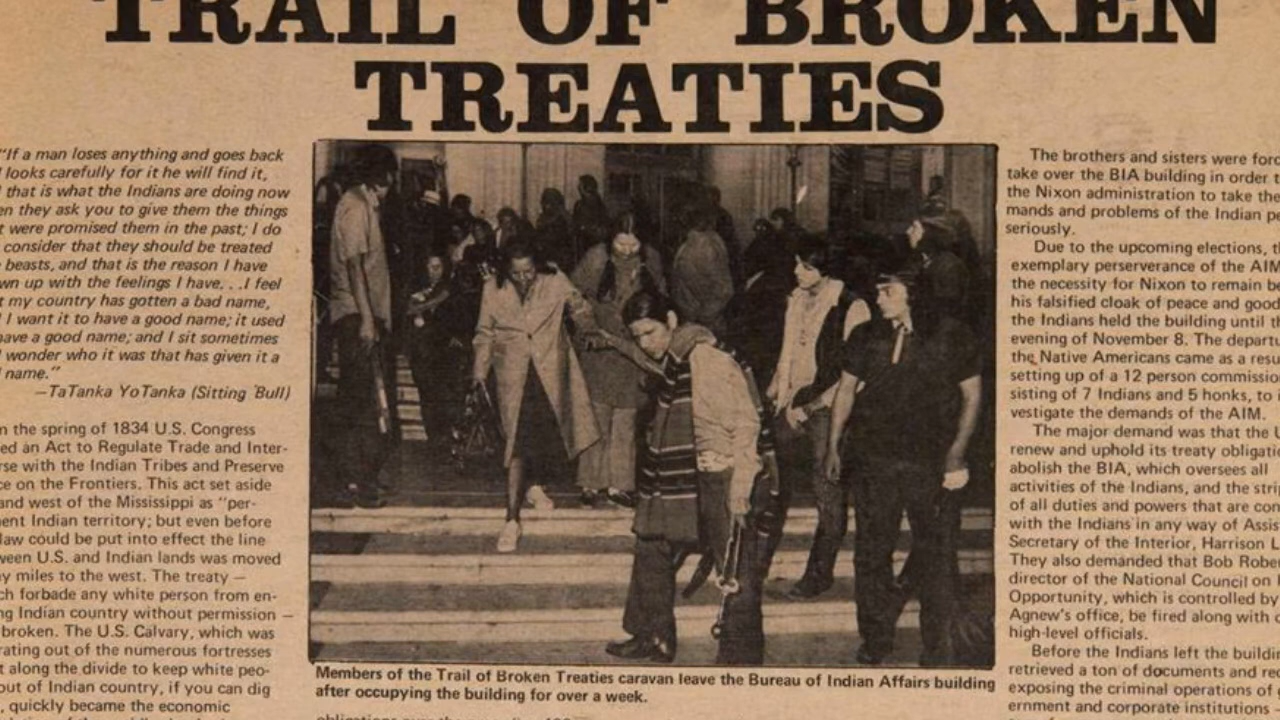 TRAIL OF BROKEN
TREATIES
"If a man loses anything and goes back
looks carefully for it he will find it,
that is what the Indians are doing now
en they ask you to give them the things
were promised them in the past; I do
consider that they should be treated
beasts, and that is the reason I have
wn up with the feelings I have. . .I feel
my country has gotten a bad name,
I want it to have a good name; it used
have a good name; and I sit sometimes
wonder who it was that has given it a
name."
—TaTanka YoTanka (Sitting Bull)
n the spring of 1834 U.S. Congress
ed an Act to Regulate Trade and Inter-
rse with the Indian Tribes and Preserve
ce on the Frontiers. This act set aside
and west of the Mississippi as "per-
ent Indian territory; but even before
law could be put into effect the line
ween U.S. and Indian lands was moved
y miles to the west. The treaty —
ch forbade any white person from en-
ng Indian country without permission —
broken. The U.S. Calvary, which was
rating out of the numerous fortresses
t along the divide to keep white peo-
out of Indian country, if you can dig
, quickly became the economic
Members of the Trail of Broken Treaties caravan leave the Bureau of Indian Affairs building
after occupying the building for over a week.
The brothers and sisters were forc
take over the BIA building in order t
the Nixon administration to take the
mands and problems of the Indian p
seriously.
Due to the upcoming elections, th
exemplary perserverance of the AIM
the necessity for Nixon to remain be
his falsified cloak of peace and good
the Indians held the building until th
evening of November 8. The departu
the Native Americans came as a resu
setting up of a 12 person commissio
sisting of 7 Indians and 5 honks, to i
vestigate the demands of the AIM.
The major demand was that the U
renew and uphold its treaty obligatio
abolish the BIA, which oversees all
activities of the Indians, and the strip
of all duties and powers that are con
with the Indians in any way of Assis
Secretary of the Interior, Harrison L
They also demanded that Bob Rober
director of the National Council on I
Opportunity, which is controlled by
Agnew's office, be fired along with o
high-level officials.
Before the Indians left the buildin
retrieved a ton of documents and rec
exposing the criminal operations of g
ernment and corporate institutions —